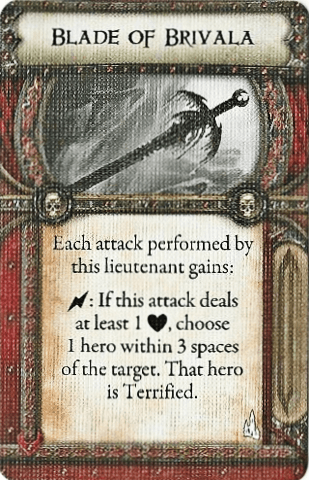 BLADE OF BRIVALA
Each attack performed by
this lieutenant gains:
: If this attack deals
at least 1 ♥, choose
1 hero within 3 spaces
of the target. That hero
is Terrified.